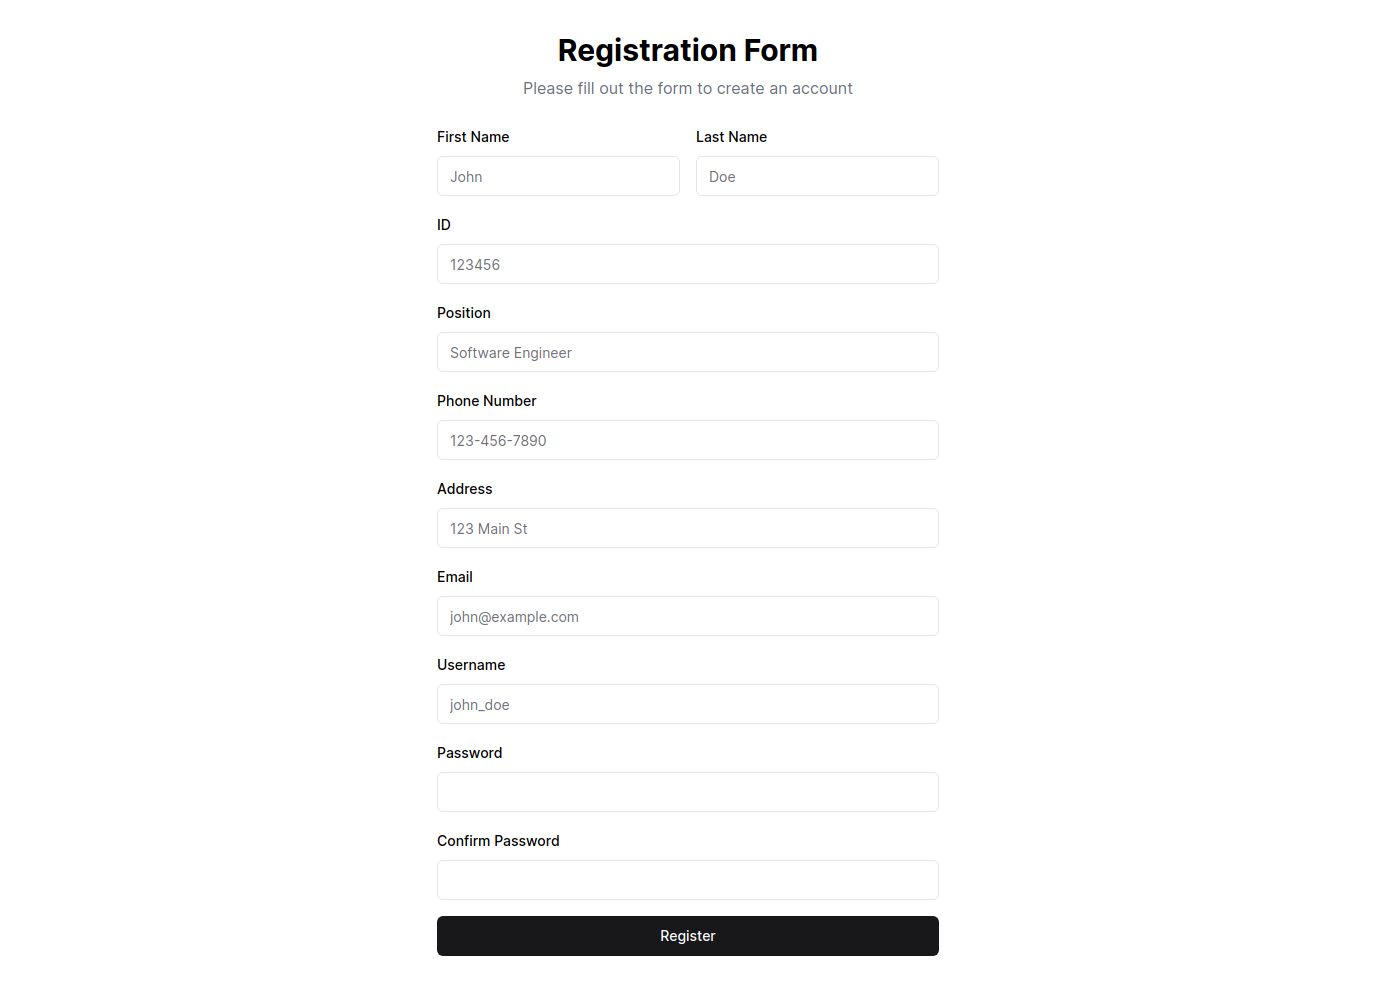 Registration Form
Please fill out the form to create an account
First Name
Last Name
John
Doe
ID
123456
Position
Software Engineer
Phone Number
123-456-7890
Address
123 Main St
Email
john@example.com
Username
john_doe
Password
Confirm Password
Register